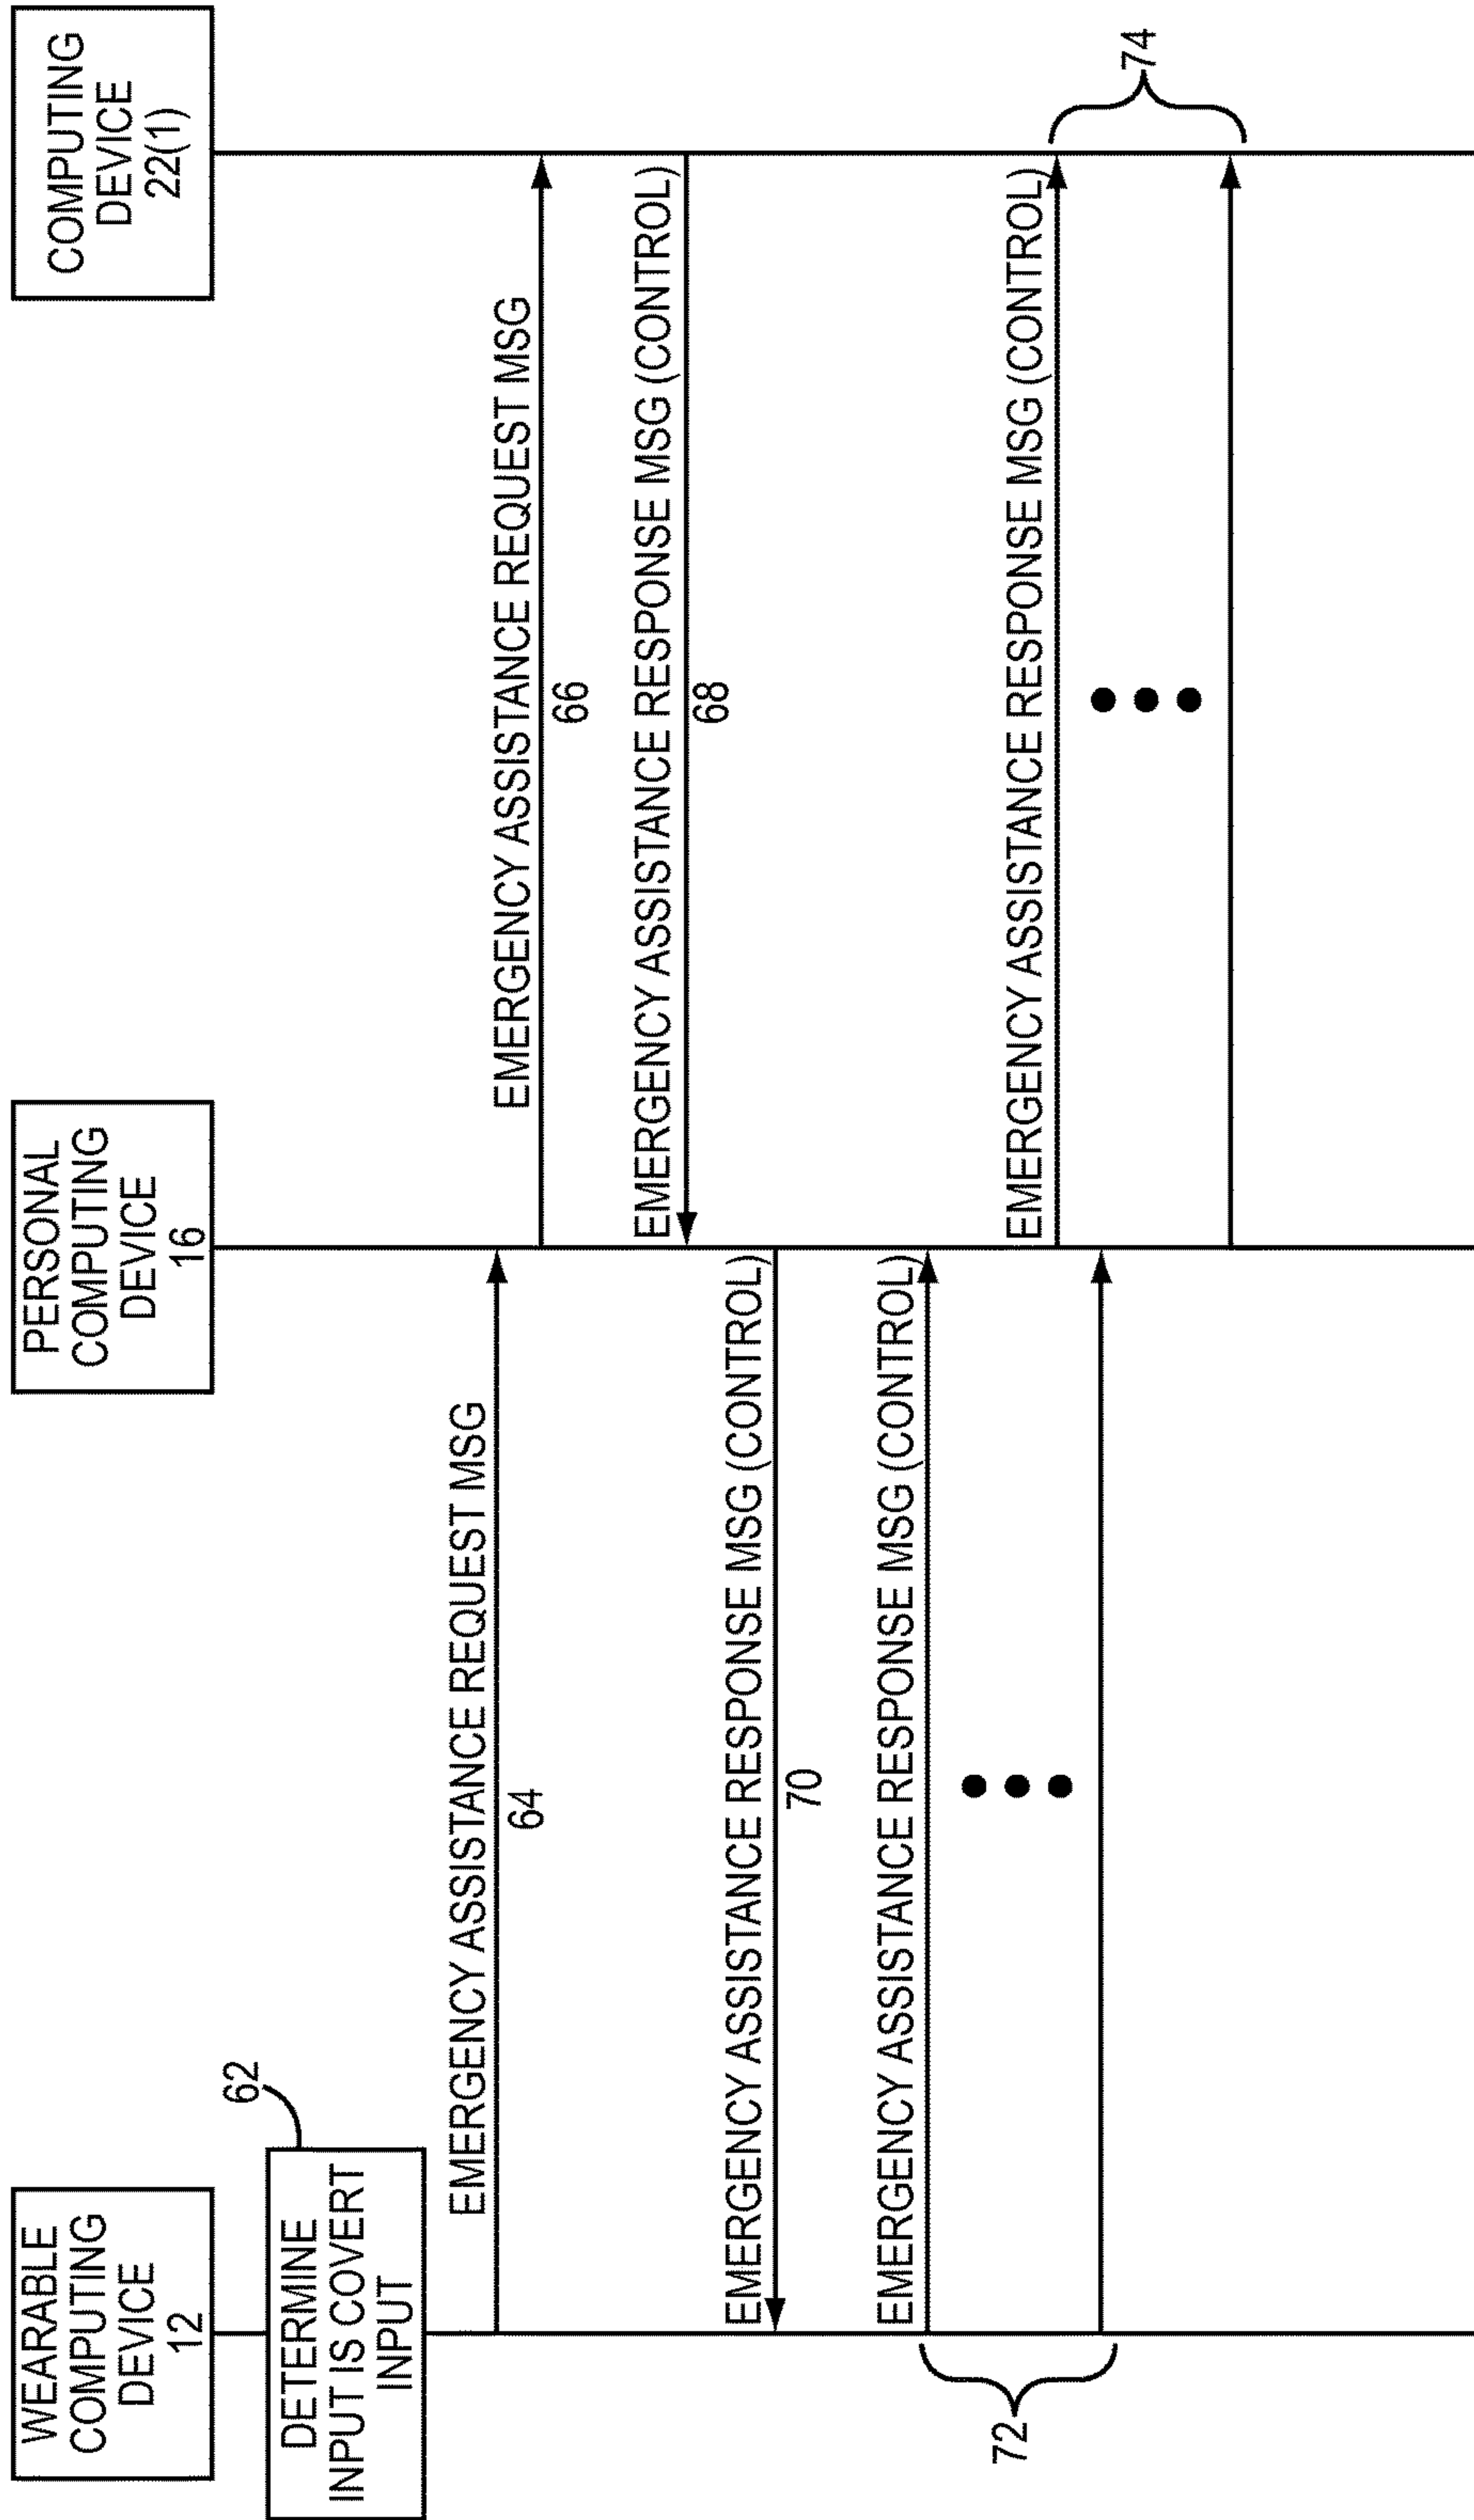 WEARABLE
COMPUTING
DEVICE
12
PERSONAL
COMPUTING
DEVICE
16
COMPUTING
DEVICE
22(1)
62
DETERMINE
INPUT IS COVERT
INPUT
EMERGENCY ASSISTANCE REQUEST MSG
64
EMERGENCY ASSISTANCE REQUEST MSG
66
EMERGENCY ASSISTANCE RESPONSE MSG (CONTROL)
68
EMERGENCY ASSISTANCE RESPONSE MSG (CONTROL)
70
EMERGENCY ASSISTANCE RESPONSE MSG (CONTROL)
72
EMERGENCY ASSISTANCE RESPONSE MSG (CONTROL)
74